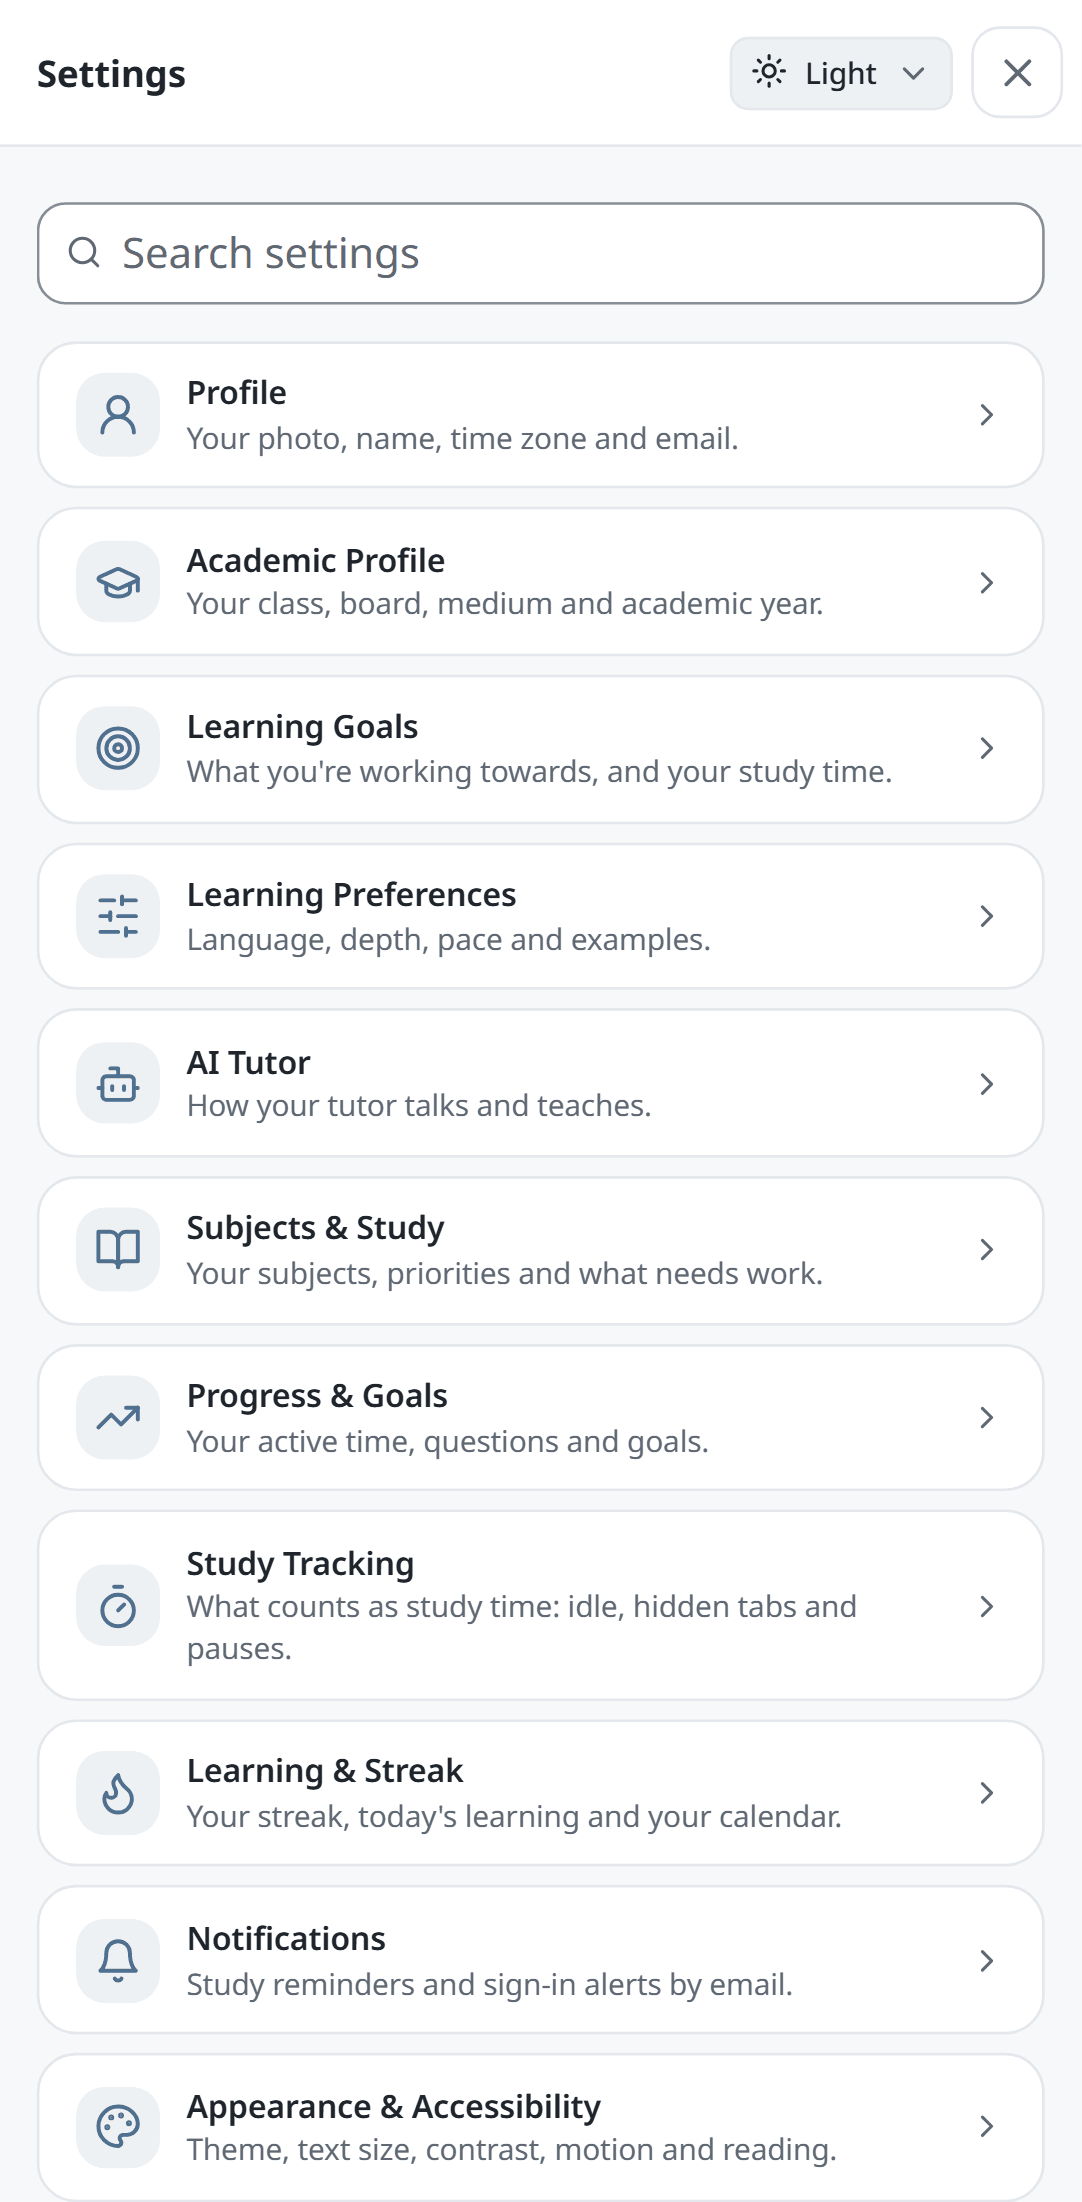 Settings
Light
Search settings
Profile
Your photo, name, time zone and email.
Academic Profile
Your class, board, medium and academic year.
Learning Goals
What you're working towards, and your study time.
Learning Preferences
Language, depth, pace and examples.
AI Tutor
How your tutor talks and teaches.
Subjects & Study
Your subjects, priorities and what needs work.
Progress & Goals
Your active time, questions and goals.
Study Tracking
What counts as study time: idle, hidden tabs and
pauses.
Learning & Streak
Your streak, today's learning and your calendar.
Notifications
Study reminders and sign-in alerts by email.
Appearance & Accessibility
Theme, text size, contrast, motion and reading.